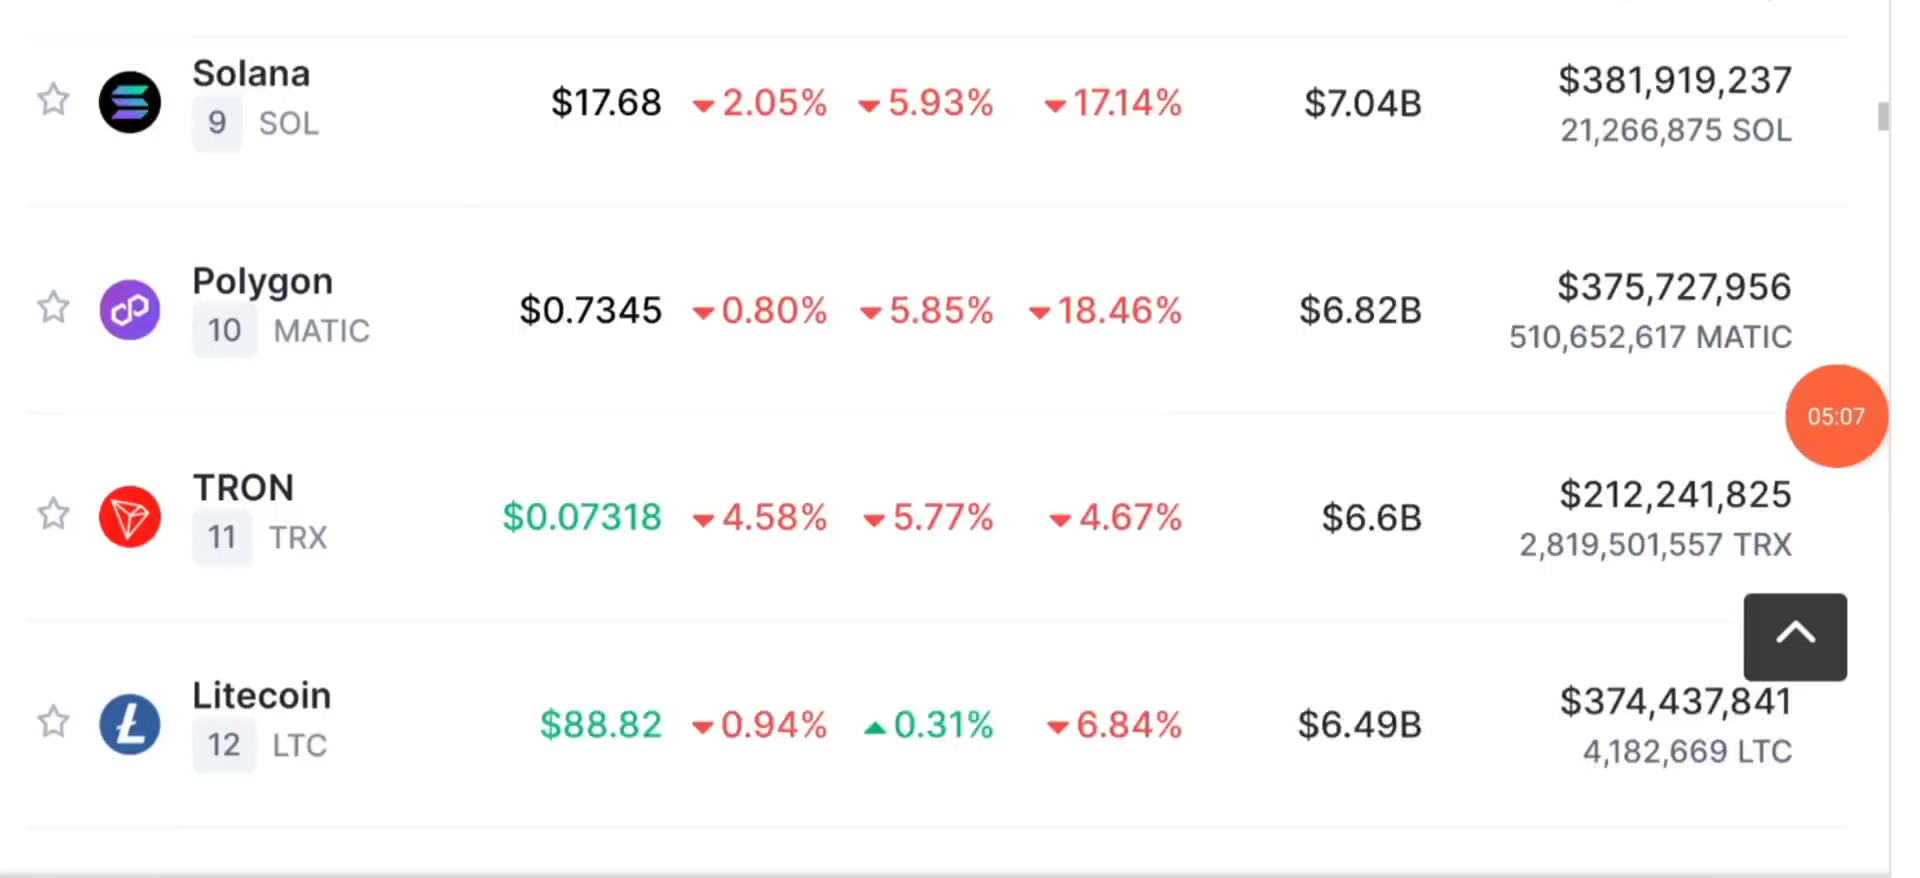 Solana
9 SOL
$17.68 2.05% 5.93% 17.14% $7.04B
$381,919,237
21,266,875 SOL
Polygon
10 MATIC
$0.7345 0.80% 5.85% 18.46% $6.82B
$375,727,956
510,652,617 MATIC
05:07
TRON
11 TRX
$0.07318 4.58% 5.77% 4.67% $6.6B
$212,241,825
2,819,501,557 TRX
Litecoin
12 LTC
$88.82 0.94% 0.31% 6.84% $6.49B
$374,437,841
4,182,669 LTC